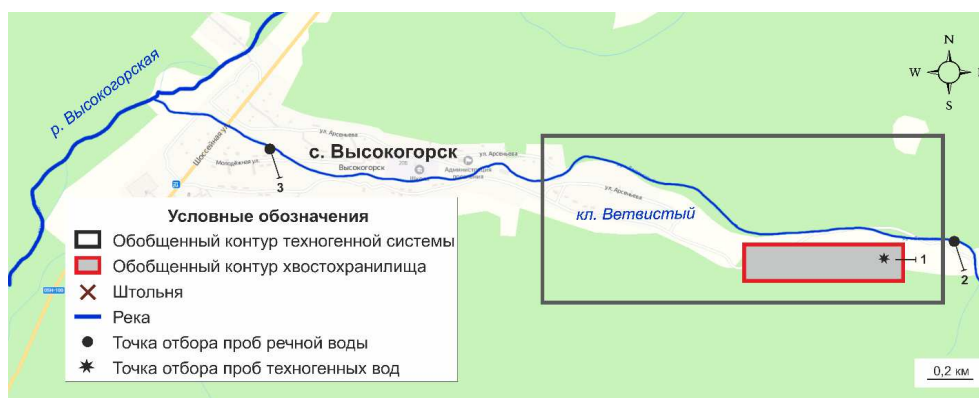 N
W
S
р. Высокогорская
Шоссейная ул.
ул. Арсеньева
с. Высокогорск
Молодёжная ул.
Высокогорск
ул. Арсеньева
Администрация
поселения
3
ул. Арсеньева
кл. Ветвистый
1
2
Условные обозначения
Обобщенный контур техногенной системы
Обобщенный контур хвостохранилища
Штольня
Река
Точка отбора проб речной воды
Точка отбора проб техногенных вод
0,2 км